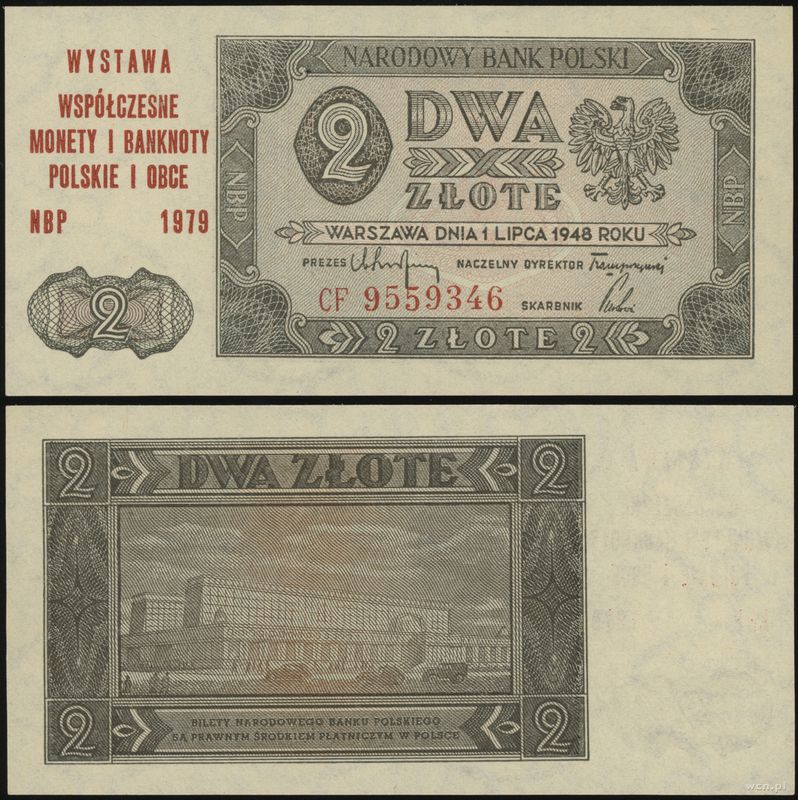 WYSTAWA
WSPÓŁCZESNE
MONETY I BANKNOTY
POLSKIE I OBCE
NBP 1979
2
NARODOWY BANK POLSKI
2 DWA
ZŁOTE
NBP
NBP
WARSZAWA DNIA 1 LIPCA 1948 ROKU
PREZES NACZELNY DYREKTOR
CF 9559346 SKARBNIK
2 ZŁOTE 2
2 DWA ZŁOTE 2
BILETY NARODOWEGO BANKU POLSKIEGO
SĄ PRAWNYM ŚRODKIEM PŁATNICZYM W POLSCE
2 2
wcn.pl